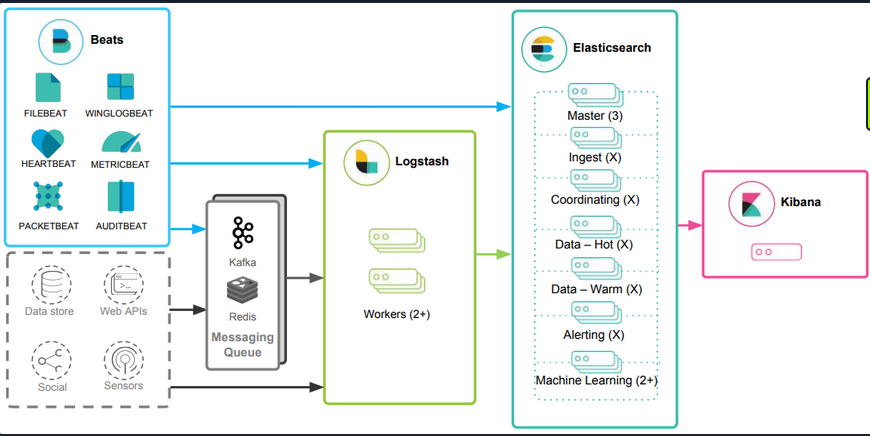 Beats
FILEBEAT
WINLOGBEAT
HEARTBEAT
METRICBEAT
PACKETBEAT
AUDITBEAT
Data store
Web APIs
Social
Sensors
Kafka
Redis
Messaging
Queue
Logstash
Workers (2+)
Elasticsearch
Master (3)
Ingest (X)
Coordinating (X)
Data – Hot (X)
Data – Warm (X)
Alerting (X)
Machine Learning (2+)
Kibana